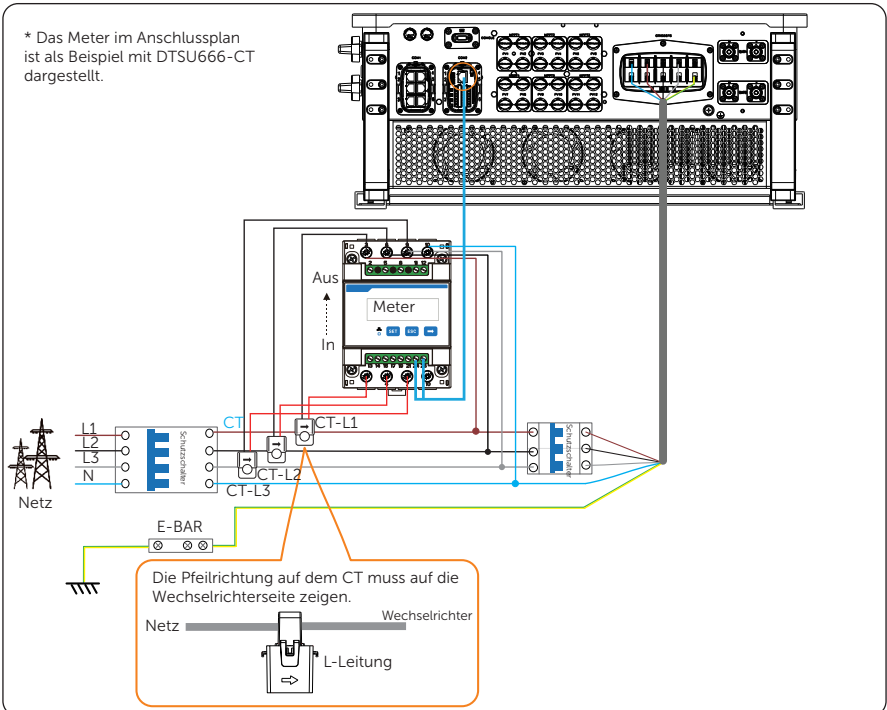 * Das Meter im Anschlussplan
ist als Beispiel mit DTSU666-CT
dargestellt.
Aus
Meter
In
SET
ESC
CT
CT-L1
CT-L2
CT-L3
L1
L2
L3
N
Schutzschalter
Schutzschalter
Netz
E-BAR
Die Pfeilrichtung auf dem CT muss auf die
Wechselrichterseite zeigen.
Netz
Wechselrichter
L-Leitung